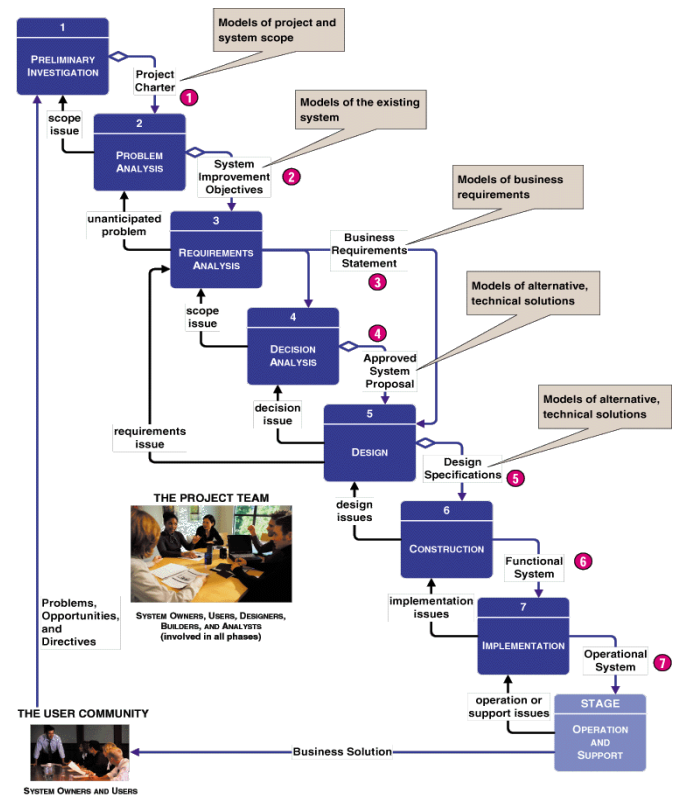 1
PRELIMINARY
INVESTIGATION
Models of project and
system scope
Project
Charter
1
scope
issue
2
PROBLEM
ANALYSIS
Models of the existing
system
System
Improvement
Objectives
2
unanticipated
problem
3
REQUIREMENTS
ANALYSIS
Models of business
requirements
Business
Requirements
Statement
3
scope
issue
4
DECISION
ANALYSIS
4
Approved
System
Proposal
Models of alternative,
technical solutions
decision
issue
requirements
issue
5
DESIGN
Models of alternative,
technical solutions
Design
Specifications
5
design
issues
6
CONSTRUCTION
Functional
System
6
THE PROJECT TEAM
SYSTEM OWNERS, USERS, DESIGNERS,
BUILDERS, AND ANALYSTS
(involved in all phases)
implementation
issues
7
IMPLEMENTATION
Operational
System
7
Problems,
Opportunities,
and
Directives
operation or
support issues
STAGE
OPERATION
AND
SUPPORT
THE USER COMMUNITY
Business Solution
SYSTEM OWNERS AND USERS